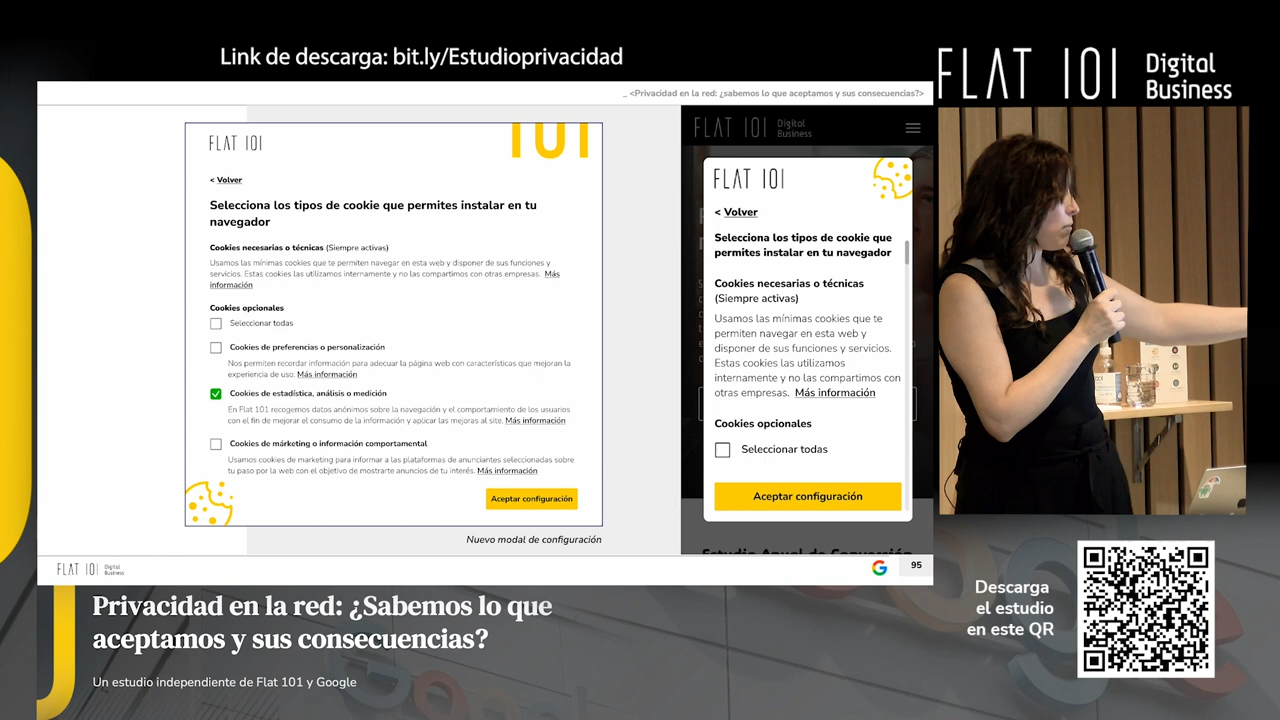 Link de descarga: bit.ly/Estudioprivacidad
FLAT 101
Digital
Business
_ <Privacidad en la red: ¿sabemos lo que aceptamos y sus consecuencias?>
FLAT 101
101
< Volver
Selecciona los tipos de cookie que permites instalar en tu
navegador
Cookies necesarias o técnicas (Siempre activas)
Usamos las mínimas cookies que te permiten navegar en esta web y disponer de sus funciones y
servicios. Estas cookies las utilizamos internamente y no las compartimos con otras empresas. Más
información
Cookies opcionales
Seleccionar todas
Cookies de preferencias o personalización
Nos permiten recordar información para adecuar la página web con características que mejoran la
experiencia de uso. Más información
Cookies de estadística, análisis o medición
En Flat 101 recogemos datos anónimos sobre la navegación y el comportamiento de los usuarios
con el fin de mejorar el consumo de la información y aplicar las mejoras al site. Más información
Cookies de márketing o información comportamental
Usamos cookies de marketing para informar a las plataformas de anunciantes seleccionadas sobre
tu paso por la web con el objetivo de mostrarte anuncios de tu interés. Más información
Aceptar configuración
Nuevo modal de configuración
FLAT 101
Digital
Business
FLAT 101
< Volver
Selecciona los tipos de cookie que
permites instalar en tu navegador
Cookies necesarias o técnicas
(Siempre activas)
Usamos las mínimas cookies que te
permiten navegar en esta web y
disponer de sus funciones y servicios.
Estas cookies las utilizamos
internamente y no las compartimos con
otras empresas. Más información
Cookies opcionales
Seleccionar todas
Aceptar configuración
Estudio Anual de Conversión
FLAT 101
Digital
Business
G
95
Privacidad en la red: ¿Sabemos lo que
aceptamos y sus consecuencias?
Un estudio independiente de Flat 101 y Google
Descarga
el estudio
en este QR